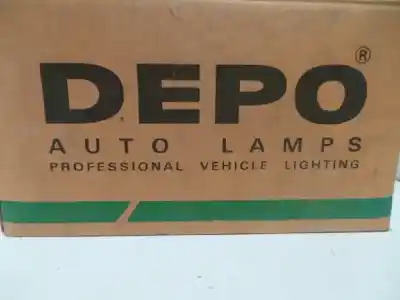 DEPO®
AUTO LAMPS
PROFESSIONAL VEHICLE LIGHTING